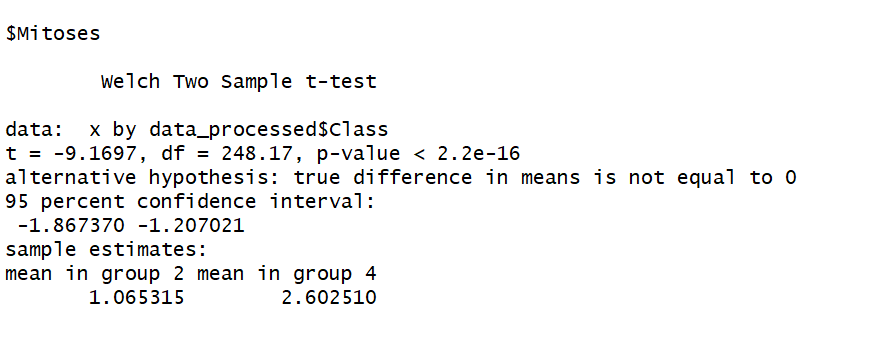 $Mitoses
Welch Two Sample t-test
data:  x by data_processed$Class
t = -9.1697, df = 248.17, p-value < 2.2e-16
alternative hypothesis: true difference in means is not equal to 0
95 percent confidence interval:
 -1.867370 -1.207021
sample estimates:
mean in group 2 mean in group 4
       1.065315        2.602510